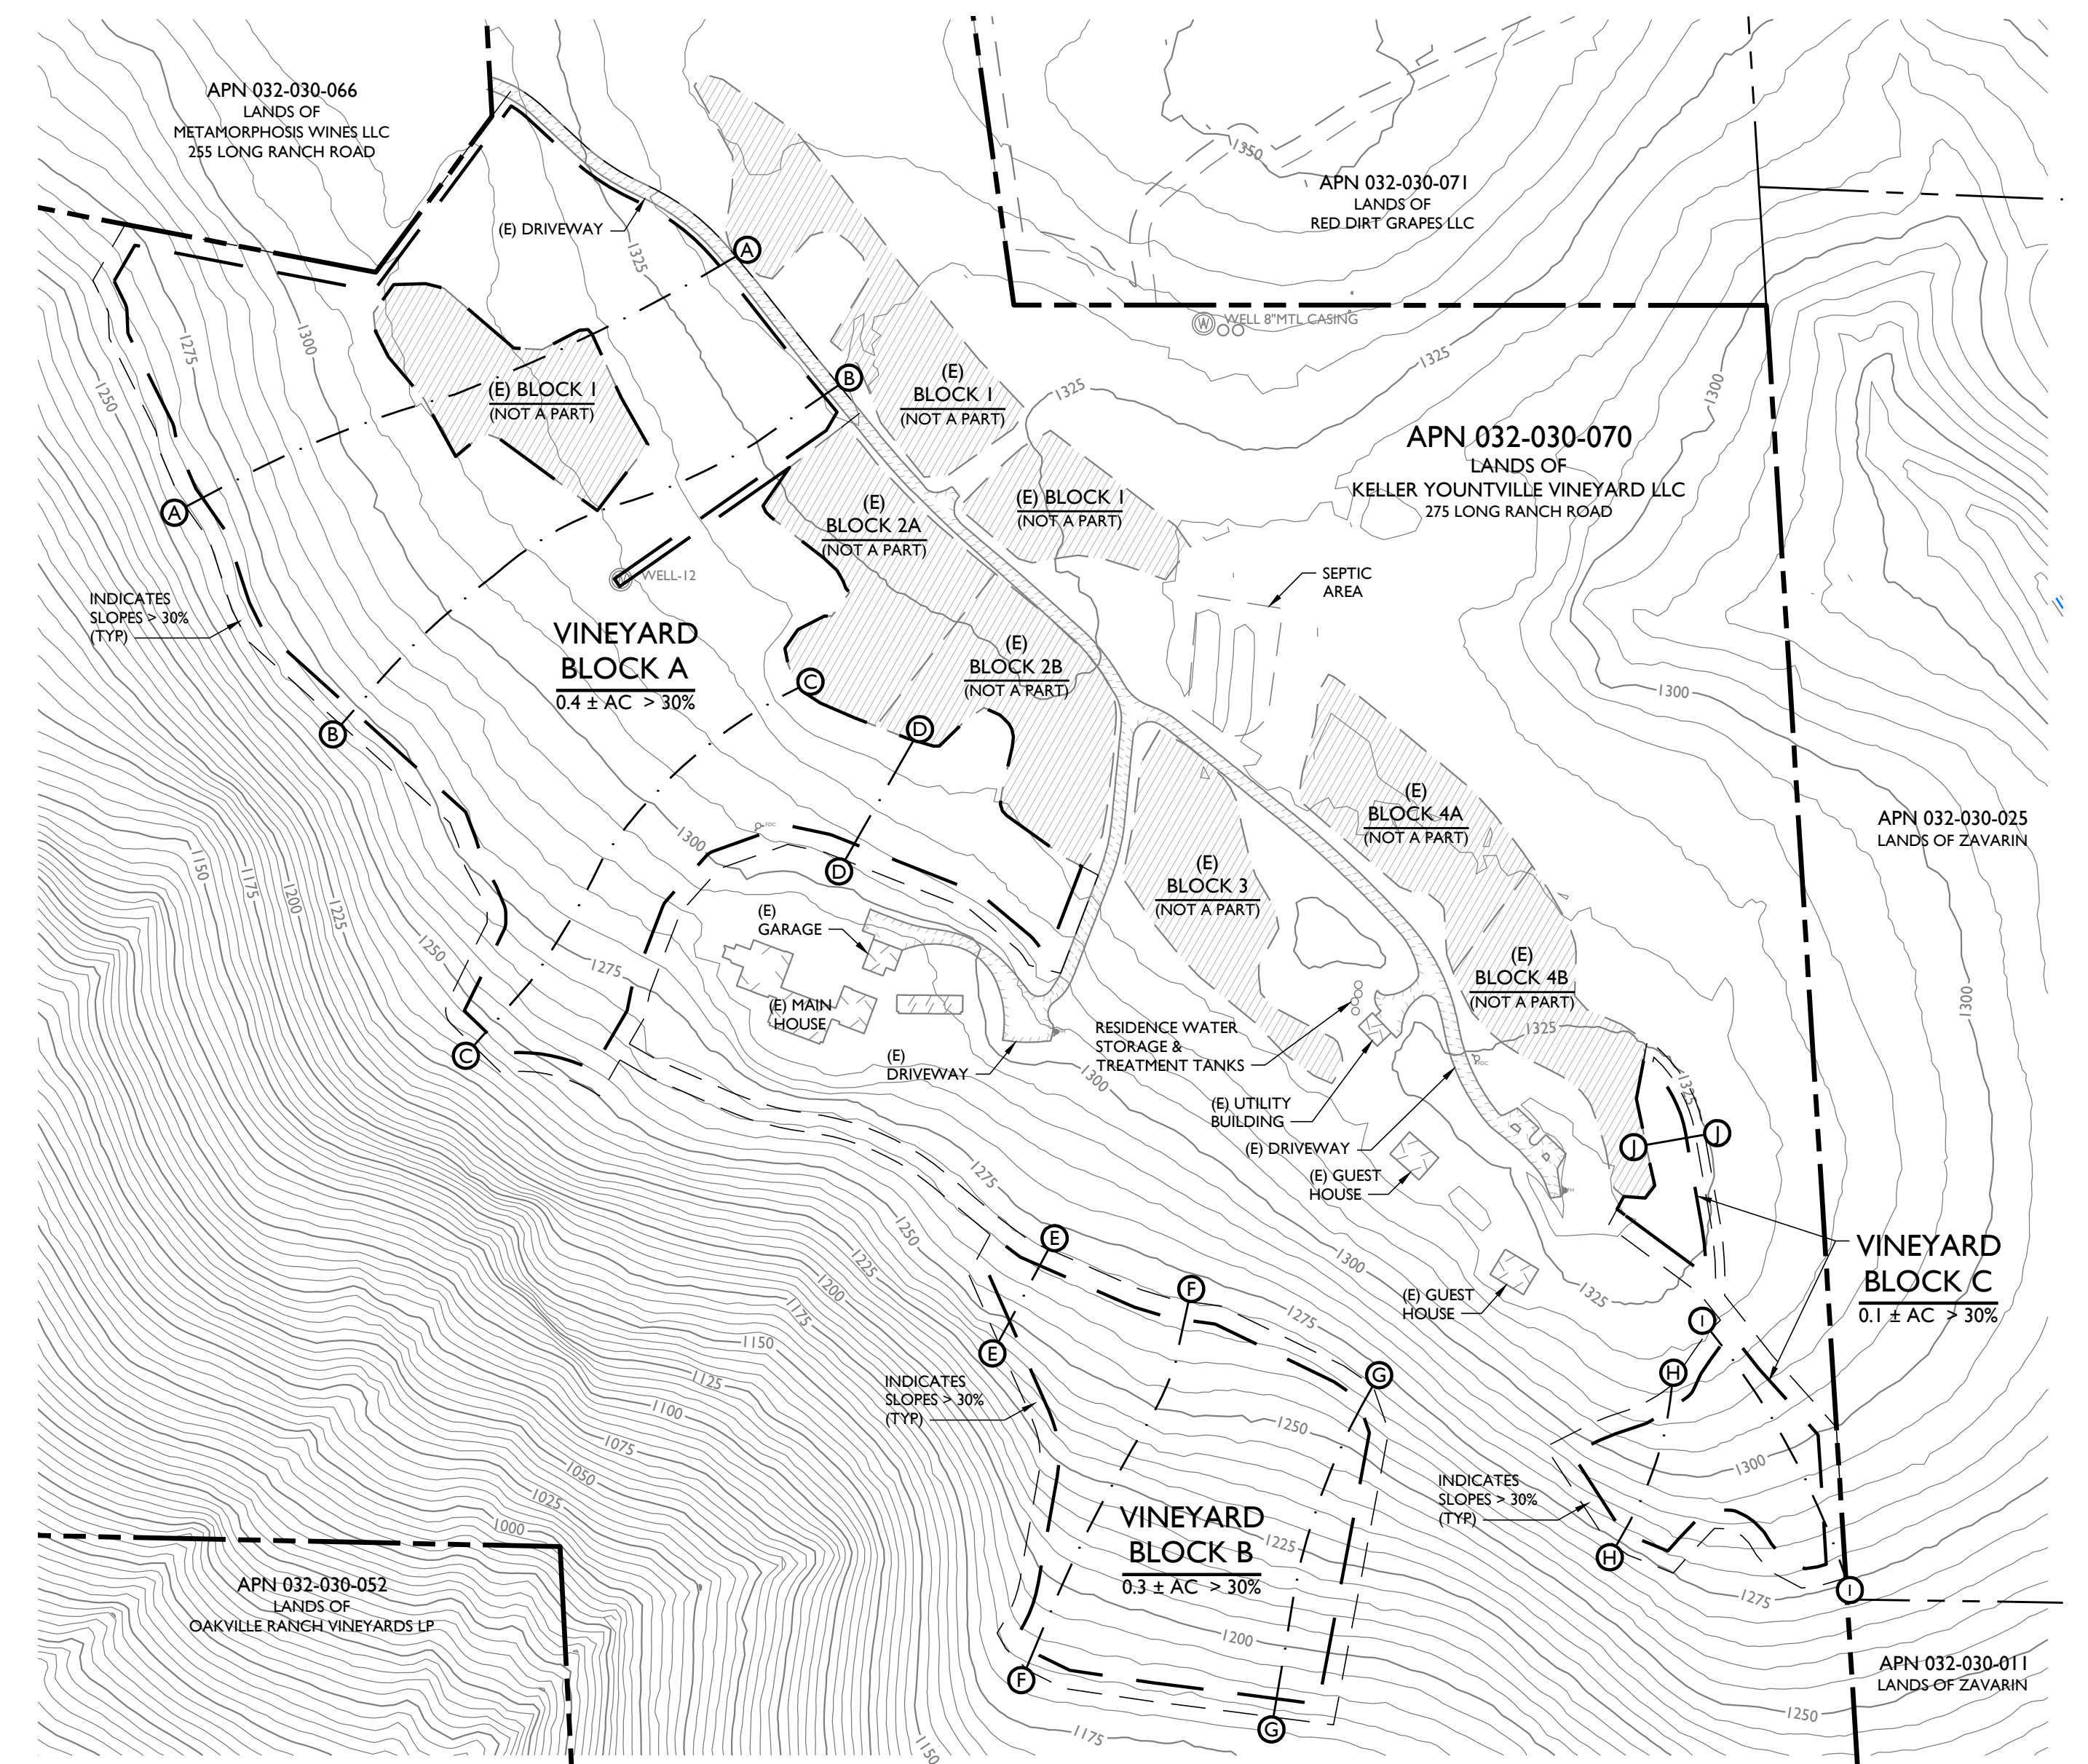 APN 032-030-066
LANDS OF
METAMORPHOSIS WINES LLC
255 LONG RANCH ROAD
(E) DRIVEWAY
1325
A
1350
APN 032-030-071
LANDS OF
RED DIRT GRAPES LLC
W
WELL 8"MTL CASING
1275
1300
1250
1325
1300
(E) BLOCK 1
(NOT A PART)
B
(E)
BLOCK 1
(NOT A PART)
1325
APN 032-030-070
LANDS OF
KELLER YOUNTVILLE VINEYARD LLC
275 LONG RANCH ROAD
A
(E)
BLOCK 2A
(NOT A PART)
(E) BLOCK 1
(NOT A PART)
WELL-12
SEPTIC
AREA
INDICATES
SLOPES > 30%
(TYP)
VINEYARD
BLOCK A
0.4 ± AC > 30%
(E)
BLOCK 2B
(NOT A PART)
C
D
B
1300
1300
FDC
D
(E)
BLOCK 4A
(NOT A PART)
APN 032-030-025
LANDS OF ZAVARIN
1150
1175
1200
1225
1250
1275
(E)
GARAGE
(E)
BLOCK 3
(NOT A PART)
(E)
BLOCK 4B
(NOT A PART)
1300
(E) MAIN
HOUSE
C
(E)
DRIVEWAY
RESIDENCE WATER
STORAGE &
TREATMENT TANKS
1325
1300
FDC
1325
(E) UTILITY
BUILDING
(E) DRIVEWAY
(E) GUEST
HOUSE
J
J
1275
1250
1225
1200
1175
1150
1125
1100
1075
1050
1025
1000
E
F
1300
1275
(E) GUEST
HOUSE
1325
VINEYARD
BLOCK C
0.1 ± AC > 30%
I
E
G
H
INDICATES
SLOPES > 30%
(TYP)
1250
1300
INDICATES
SLOPES > 30%
(TYP)
VINEYARD
BLOCK B
0.3 ± AC > 30%
1225
H
I
1275
APN 032-030-052
LANDS OF
OAKVILLE RANCH VINEYARDS LP
1200
F
G
1175
1150
APN 032-030-011
LANDS OF ZAVARIN
1250